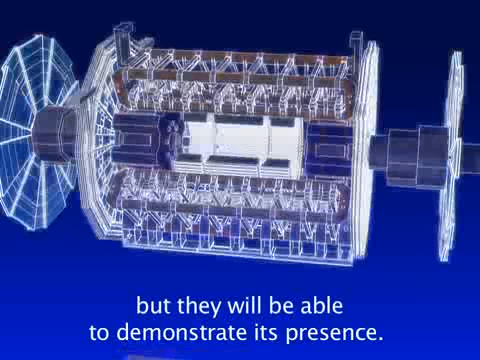 but they will be able
to demonstrate its presence.